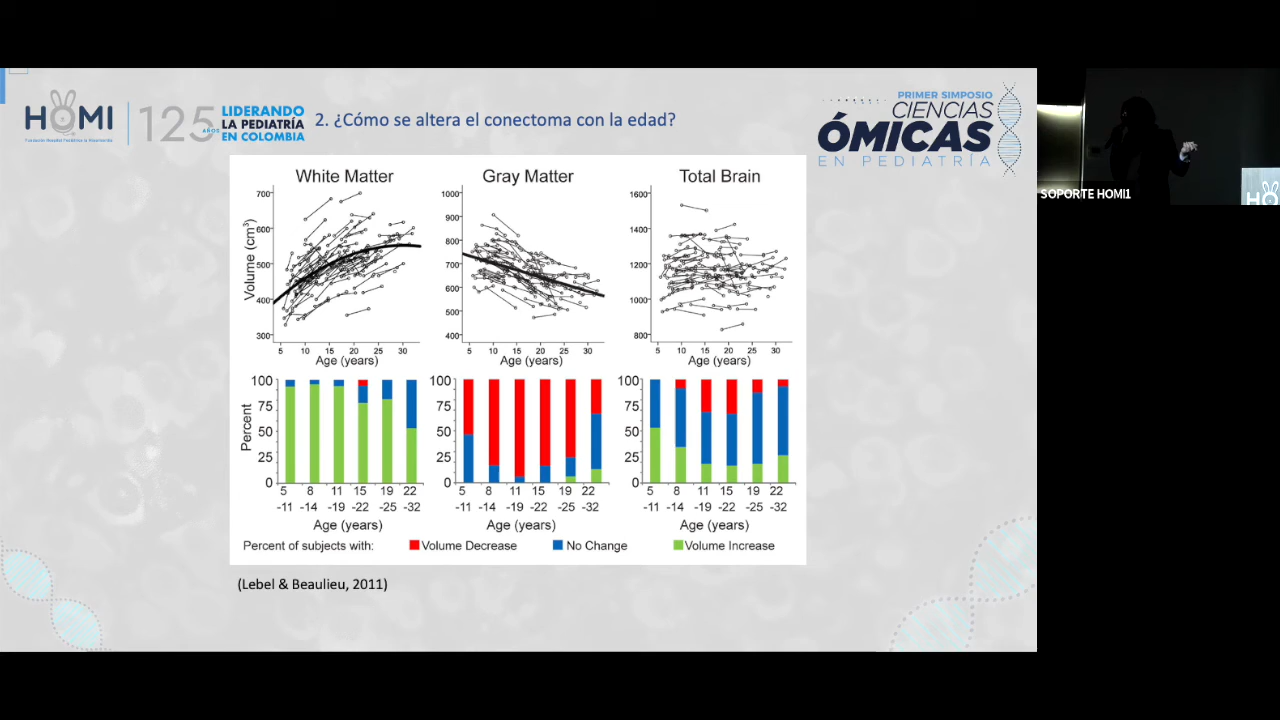 HOMI
Fundación Hospital Pediátrico la Misericordia
125
AÑOS
LIDERANDO
LA PEDIATRÍA
EN COLOMBIA
2. ¿Cómo se altera el conectoma con la edad?
PRIMER SIMPOSIO
CIENCIAS
ÓMICAS
EN PEDIATRÍA
SOPORTE HOMI1
HO
White Matter
Gray Matter
Total Brain
Volume (cm3)
700
600
500
400
300
5 10 15 20 25 30
Age (years)
1000
900
800
700
600
500
400
5 10 15 20 25 30
Age (years)
1600
1400
1200
1000
800
5 10 15 20 25 30
Age (years)
Percent
100
75
50
25
0
5 8 11 15 19 22
-11 -14 -19 -22 -25 -32
Age (years)
100
75
50
25
0
5 8 11 15 19 22
-11 -14 -19 -22 -25 -32
Age (years)
100
75
50
25
0
5 8 11 15 19 22
-11 -14 -19 -22 -25 -32
Age (years)
Percent of subjects with: Volume Decrease No Change Volume Increase
(Lebel & Beaulieu, 2011)